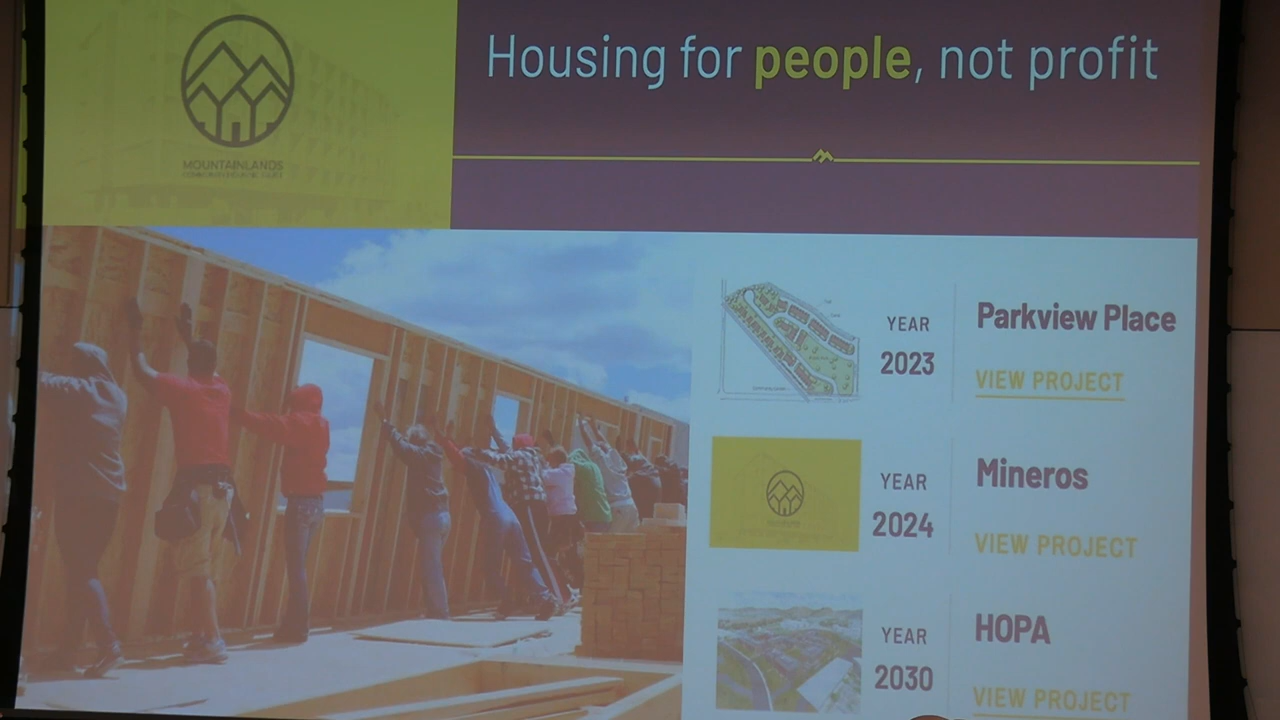 Housing for people, not profit
MOUNTAINLANDS
YEAR
2023
Parkview Place
VIEW PROJECT
YEAR
2024
Mineros
VIEW PROJECT
YEAR
2030
HOPA
VIEW PROJECT